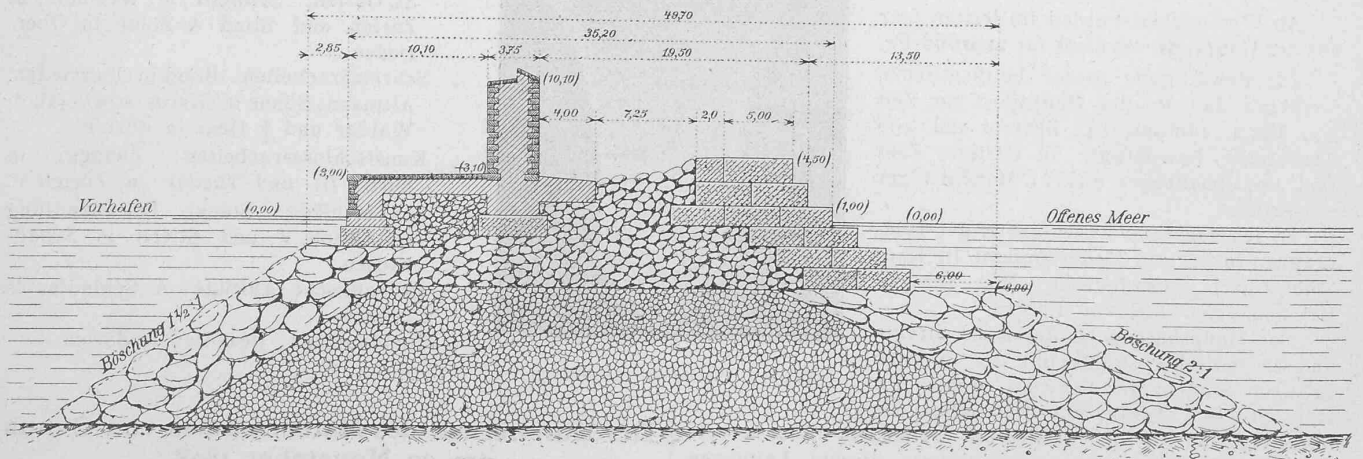 49,70
35,20
2,85 10,10 3,75 19,50 13,50
(10,10)
4,00 7,25 2,0 5,00
(4,50)
(3,00) (3,10)
Vorhafen (0,00) (1,00) (0,00) Offenes Meer
6,00
Böschung 1½:1
Böschung 2:1